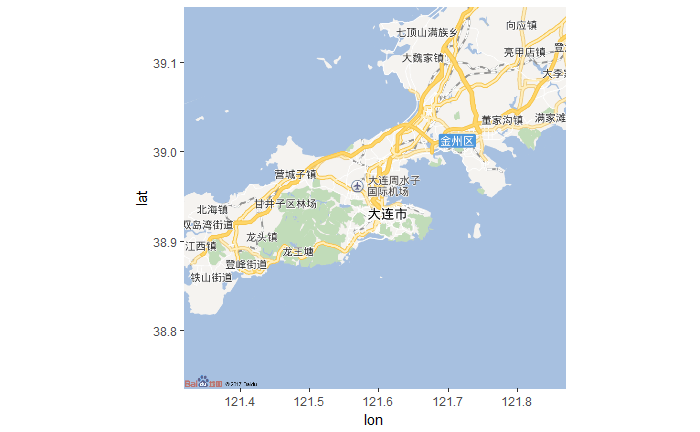 向应镇
七顶山满族乡
亮甲店镇
登
大魏家镇
大李
39.1
董家沟镇
满家滩
金州区
39.0
营城子镇
大连周水子
国际机场
甘井子区林场
北海镇
大连市
双岛湾街道
龙头镇
38.9
江西镇
龙王塘
登峰街道
铁山街道
38.8
Bai 地图
© 2017 Baidu
121.4
121.5
121.6
121.7
121.8
lon
lat